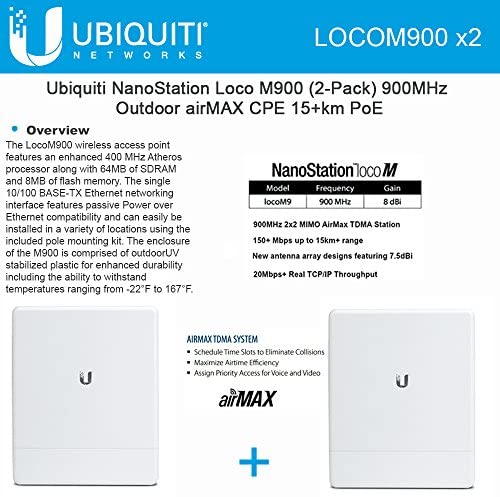 UBIQUITI
NETWORKS
LOCOM900 x2
Ubiquiti NanoStation Loco M900 (2-Pack) 900MHz
Outdoor airMAX CPE 15+km PoE
• Overview
The LocoM900 wireless access point
features an enhanced 400 MHz Atheros
processor along with 64MB of SDRAM
and 8MB of flash memory. The single
10/100 BASE-TX Ethernet networking
interface features passive Power over
Ethernet compatibility and can easily be
installed in a variety of locations using the
included pole mounting kit. The enclosure
of the M900 is comprised of outdoorUV
stabilized plastic for enhanced durability
including the ability to withstand
temperatures ranging from -22°F to 167°F.
NanoStation loco M
Model Frequency Gain
locoM9 900 MHz 8 dBi
900MHz 2x2 MIMO AirMax TDMA Station
150+ Mbps up to 15km+ range
New antenna array designs featuring 7.5dBi
20Mbps+ Real TCP/IP Throughput
AIRMAX TDMA SYSTEM
• Schedule Time Slots to Eliminate Collisions
• Maximize Airtime Efficiency
• Assign Priority Access for Voice and Video
airMAX
+